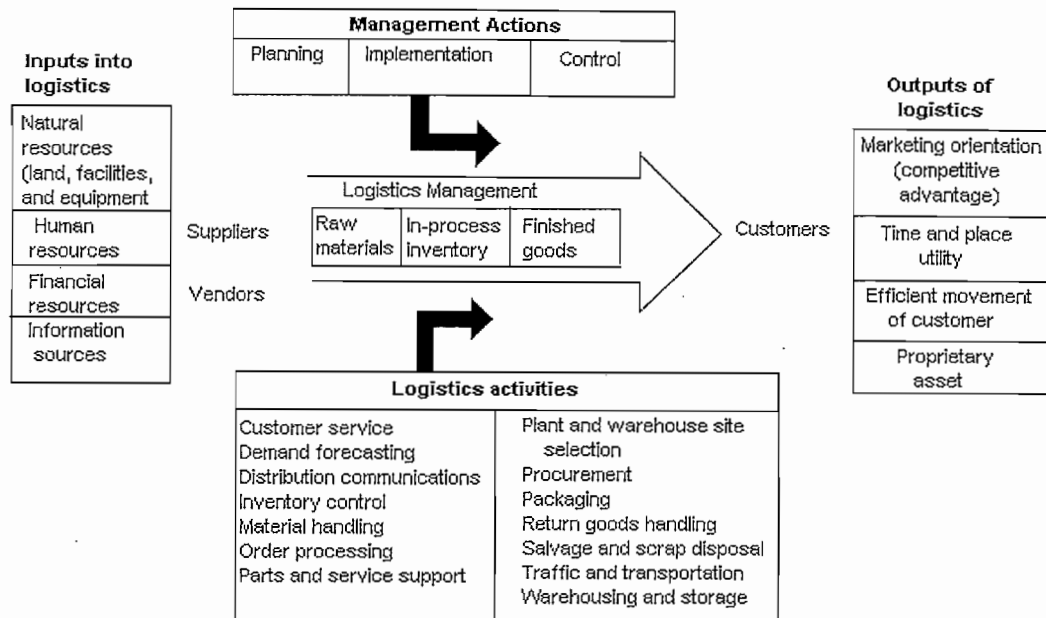 Management Actions
Planning
Implementation
Control
Inputs into
logistics
Natural
resources
(land, facilities,
and equipment
Human
resources
Financial
resources
Information
sources
Suppliers
Vendors
Logistics Management
Raw
materials
In-process
inventory
Finished
goods
Customers
Outputs of
logistics
Marketing orientation
(competitive
advantage)
Time and place
utility
Efficient movement
of customer
Proprietary
asset
Logistics activities
Customer service
Demand forecasting
Distribution communications
Inventory control
Material handling
Order processing
Parts and service support
Plant and warehouse site
selection
Procurement
Packaging
Return goods handling
Salvage and scrap disposal
Traffic and transportation
Warehousing and storage